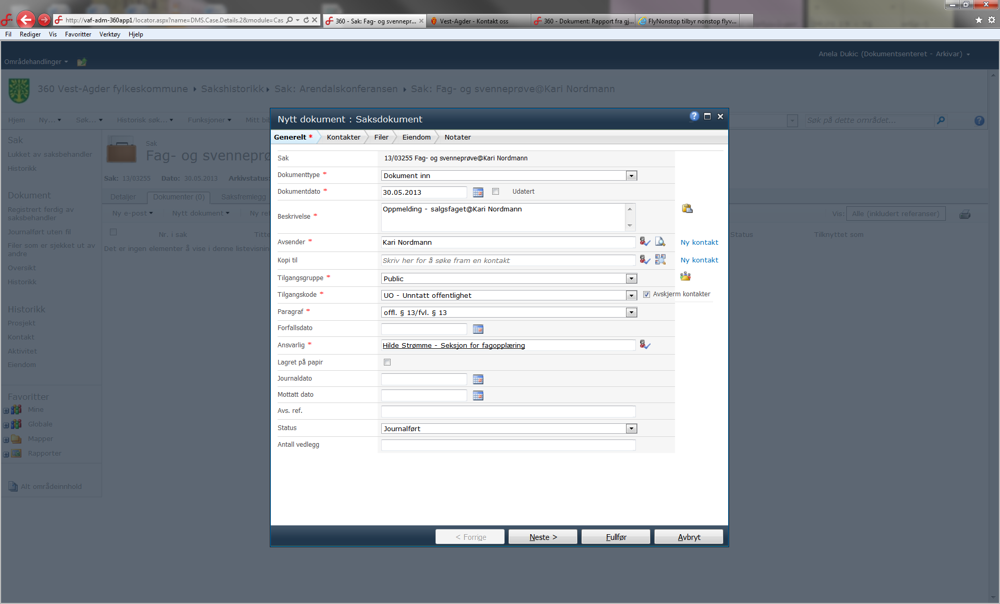 http://vaf-adm-360app1/locator.aspx?name=DMS.Case.Details.2&module=Cas
360 - Sak: Fag- og svennepr...
Vest-Agder - Kontakt oss
360 - Dokument: Rapport fra gj...
FlyNonstop tilbyr nonstop flyv...
Fil Rediger Vis Favoritter Verktøy Hjelp
Områdehandlinger
Anela Dukic (Dokumentsenteret - Arkivar)
360 Vest-Agder fylkeskommune Sakshistorikk Sak: Arendalskonferansen Sak: Fag- og svenneprøve@Kari Nordmann
Hjem Ny... Søk... Historisk søk... Funksjoner Mitt bib
Søk på dette området...
Sak
Lukket av saksbehandler
Historikk
Dokument
Registrert ferdig av
saksbehandler
Journalført uten fil
Filer som er sjekket ut av
andre
Oversikt
Historikk
Historikk
Prosjekt
Kontakt
Aktivitet
Eiendom
Favoritter
Mine
Globale
Mapper
Rapporter
Alt områdeinnhold
Sak
Fag- og svenneprø
Sak: 13/03255 Dato: 30.05.2013 Arkivstatus:
Detaljer Dokumenter (0) Saksfremlegg
Ny e-post Nytt dokument Ny ref
Vis: Alle (inkludert referanser)
Nr. i sak Titte Status Tilknyttet som
Det er ingen elementer å vise i denne listevisnin
Nytt dokument : Saksdokument
Generelt * Kontakter Filer Eiendom Notater
Sak 13/03255 Fag- og svenneprøve@Kari Nordmann
Dokumenttype * Dokument inn
Dokumentdato * 30.05.2013 Udatert
Beskrivelse * Oppmelding - salgsfaget@Kari Nordmann
Avsender * Kari Nordmann Ny kontakt
Kopi til Skriv her for å søke fram en kontakt Ny kontakt
Tilgangsgruppe * Public
Tilgangskode * UO - Unntatt offentlighet Avskjerm kontakter
Paragraf * offl. § 13/fvl. § 13
Forfallsdato
Ansvarlig * Hilde Strømme - Seksjon for fagopplæring
Lagret på papir
Journaldato
Mottatt dato
Avs. ref.
Status Journalført
Antall vedlegg
< Forrige Neste > Fullfør Avbryt